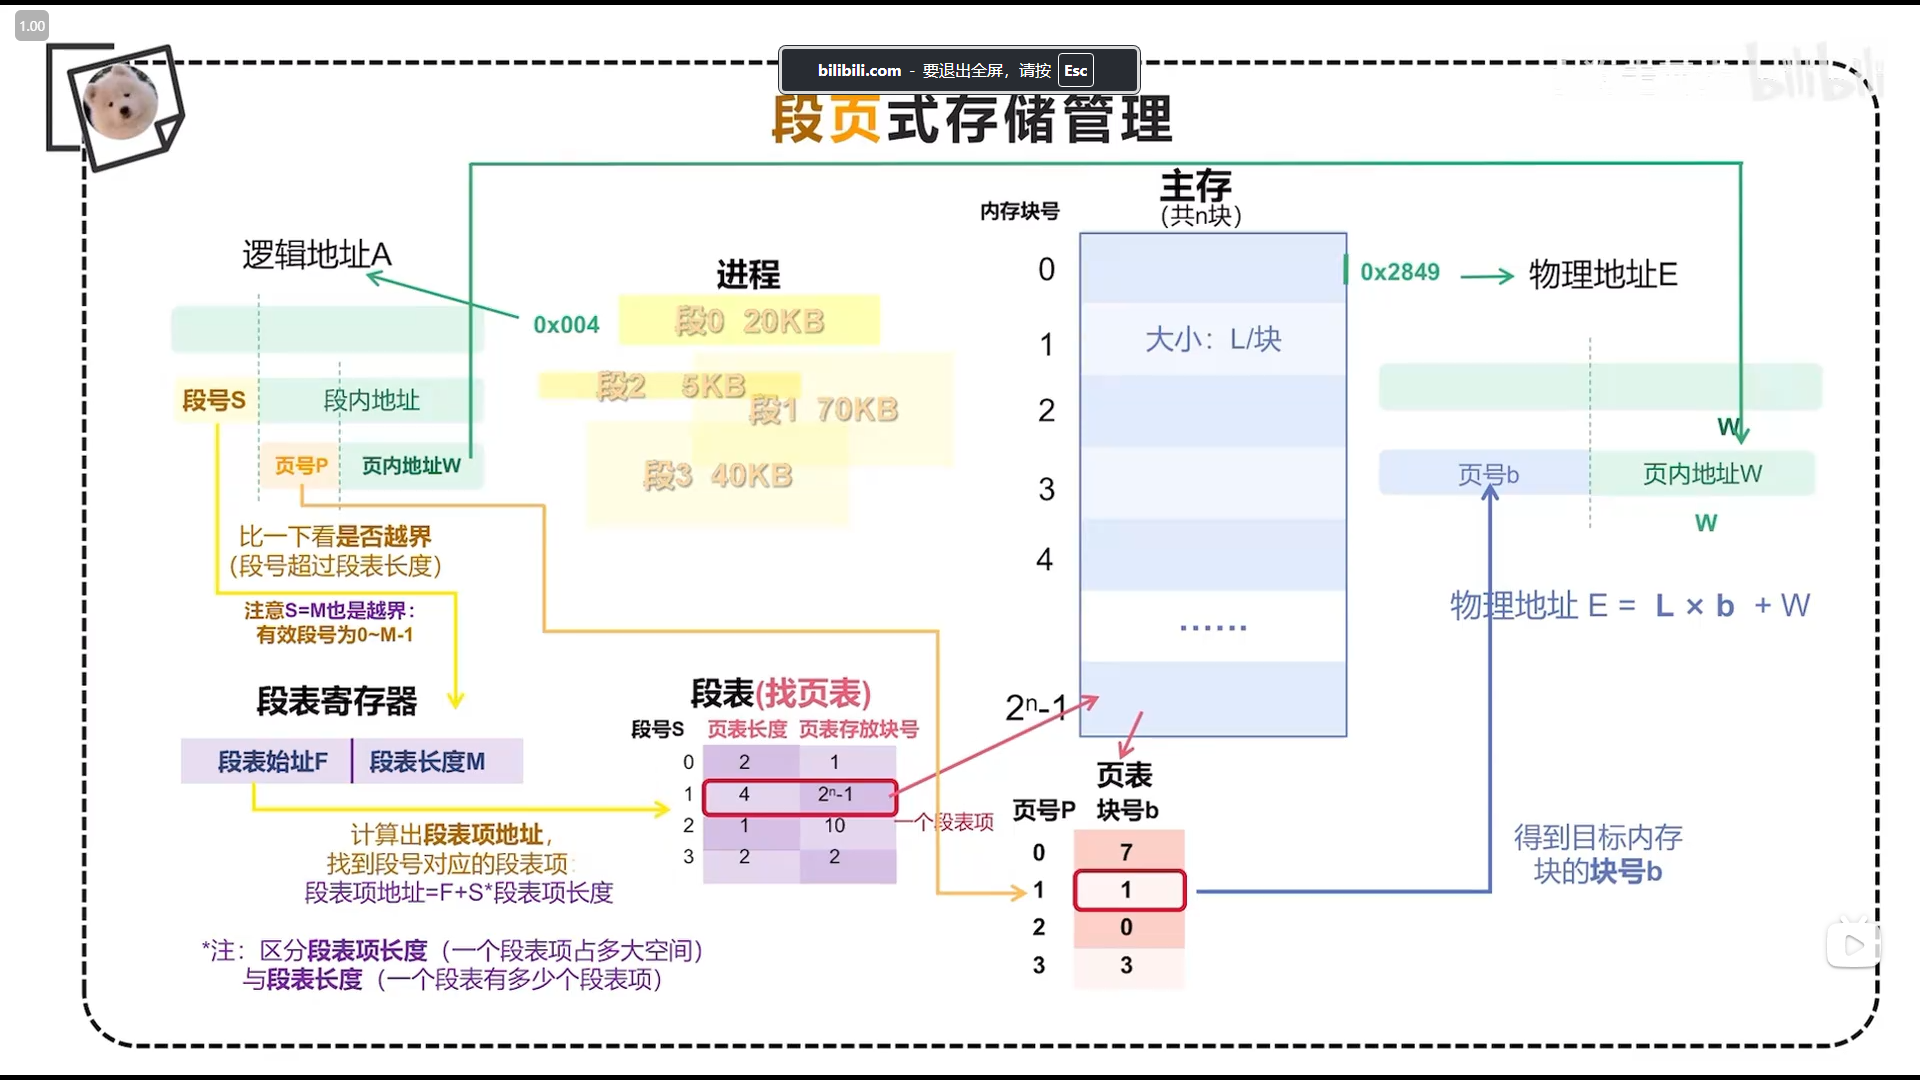 1.00
bilibili.com - 要退出全屏，请按 Esc
bilibili
段页式存储管理
主存
(共n块)
内存块号
逻辑地址A
进程
0x004
段0 20KB
段2 5KB
段1 70KB
段3 40KB
0
1
2
3
4
2ⁿ-1
大小：L/块
......
0x2849
物理地址E
段号S
段内地址
页号P
页内地址W
W
页号b
页内地址W
W
物理地址 E = L × b + W
比一下看是否越界
(段号超过段表长度)
注意S=M也是越界：
有效段号为0~M-1
段表寄存器
段表始址F
段表长度M
计算出段表项地址，
找到段号对应的段表项：
段表项地址=F+S*段表项长度
*注：区分段表项长度（一个段表项占多大空间）
与段表长度（一个段表有多少个段表项）
段表(找页表)
段号S 页表长度 页表存放块号
0 2 1
1 4 2ⁿ-1
2 1 10
3 2 2
一个段表项
页表
页号P 块号b
0 7
1 1
2 0
3 3
得到目标内存
块的块号b